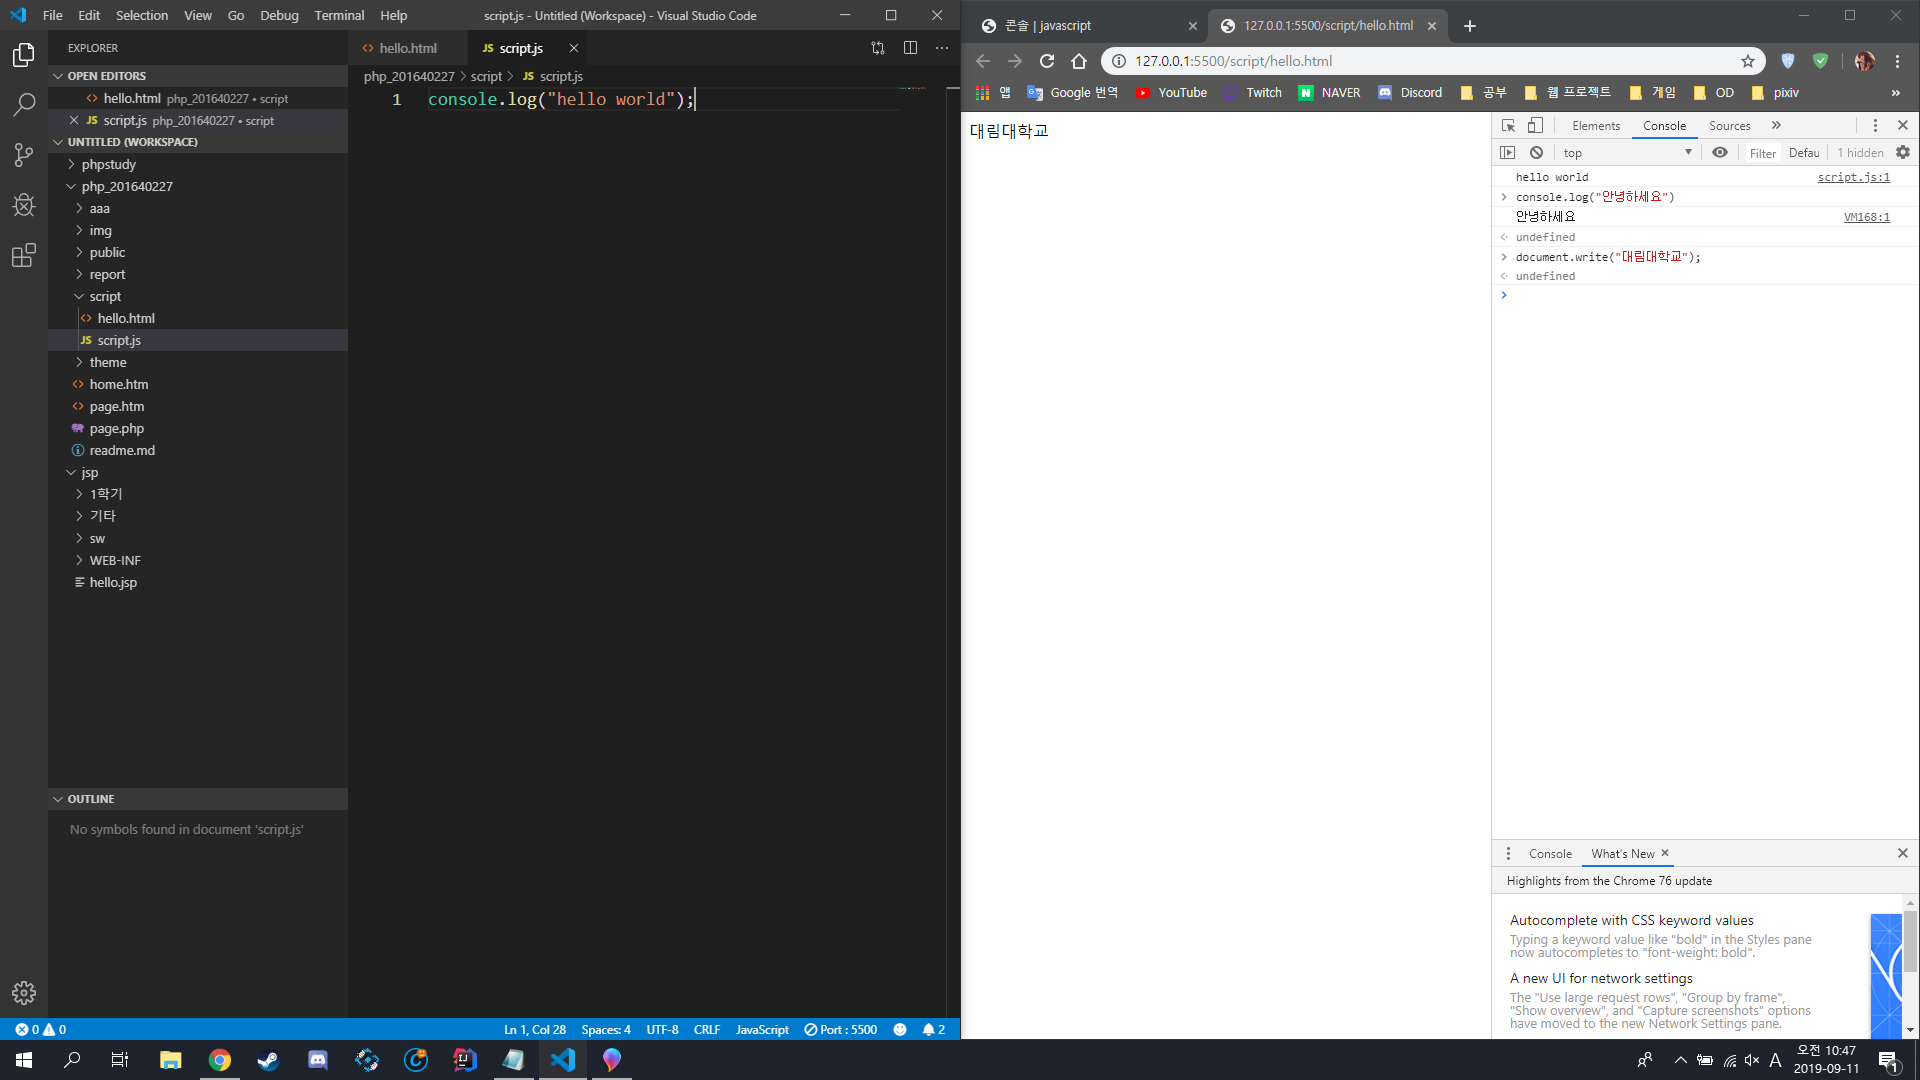 File Edit Selection View Go Debug Terminal Help
script.js - Untitled (Workspace) - Visual Studio Code
EXPLORER
OPEN EDITORS
hello.html php_201640227 • script
script.js php_201640227 • script
UNTITLED (WORKSPACE)
phpstudy
php_201640227
aaa
img
public
report
script
hello.html
script.js
theme
home.htm
page.htm
page.php
readme.md
jsp
1학기
기타
sw
WEB-INF
hello.jsp
OUTLINE
No symbols found in document 'script.js'
hello.html
JS script.js
php_201640227 > script > JS script.js
1 console.log("hello world");
0 0
Ln 1, Col 28 Spaces: 4 UTF-8 CRLF JavaScript Port : 5500 2
콘솔 | javascript
127.0.0.1:5500/script/hello.html
127.0.0.1:5500/script/hello.html
앱 Google 번역 YouTube Twitch NAVER Discord 공부 웹 프로젝트 게임 OD pixiv »
대림대학교
Elements Console Sources »
top Filter Defau 1 hidden
hello world script.js:1
console.log("안녕하세요")
안녕하세요 VM168:1
undefined
document.write("대림대학교");
undefined
Console What's New
Highlights from the Chrome 76 update
Autocomplete with CSS keyword values
Typing a keyword value like "bold" in the Styles pane
now autocompletes to "font-weight: bold".
A new UI for network settings
The "Use large request rows", "Group by frame",
"Show overview", and "Capture screenshots" options
have moved to the new Network Settings pane.
A
오전 10:47
2019-09-11
1